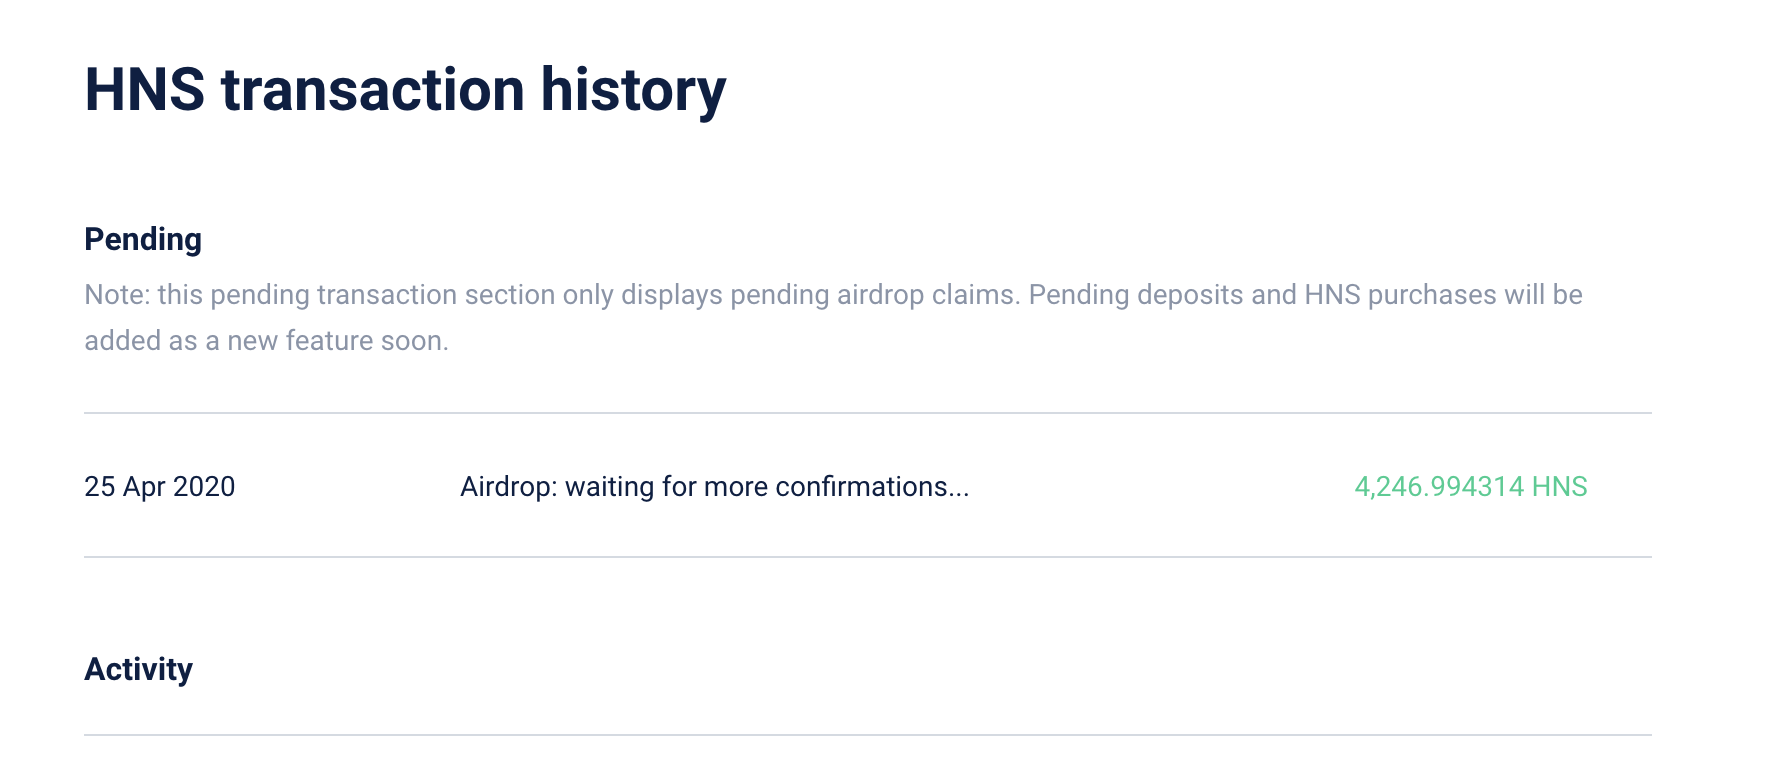 HNS transaction history
Pending
Note: this pending transaction section only displays pending airdrop claims. Pending deposits and HNS purchases will be
added as a new feature soon.
25 Apr 2020 Airdrop: waiting for more confirmations... 4,246.994314 HNS
Activity